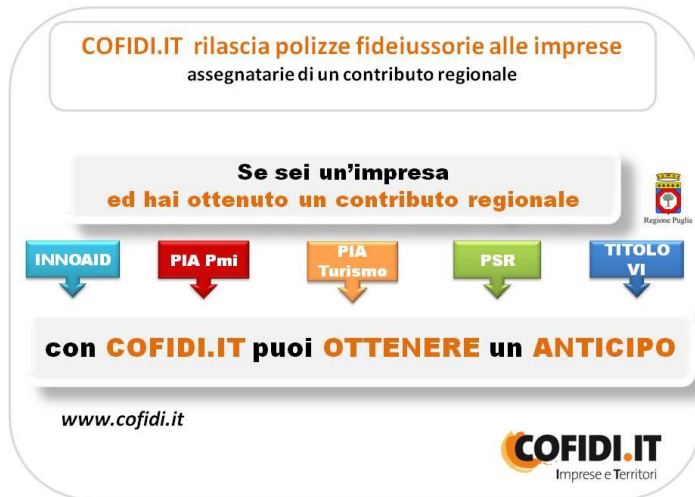 COFIDI.IT rilascia polizze fideiussorie alle imprese
assegnatarie di un contributo regionale
Se sei un'impresa
ed hai ottenuto un contributo regionale
Regione Puglia
INNOAID
PIA Pmi
PIA
Turismo
PSR
TITOLO
VI
con COFIDI.IT puoi OTTENERE un ANTICIPO
www.cofidi.it
COFIDI.IT
Imprese e Territori